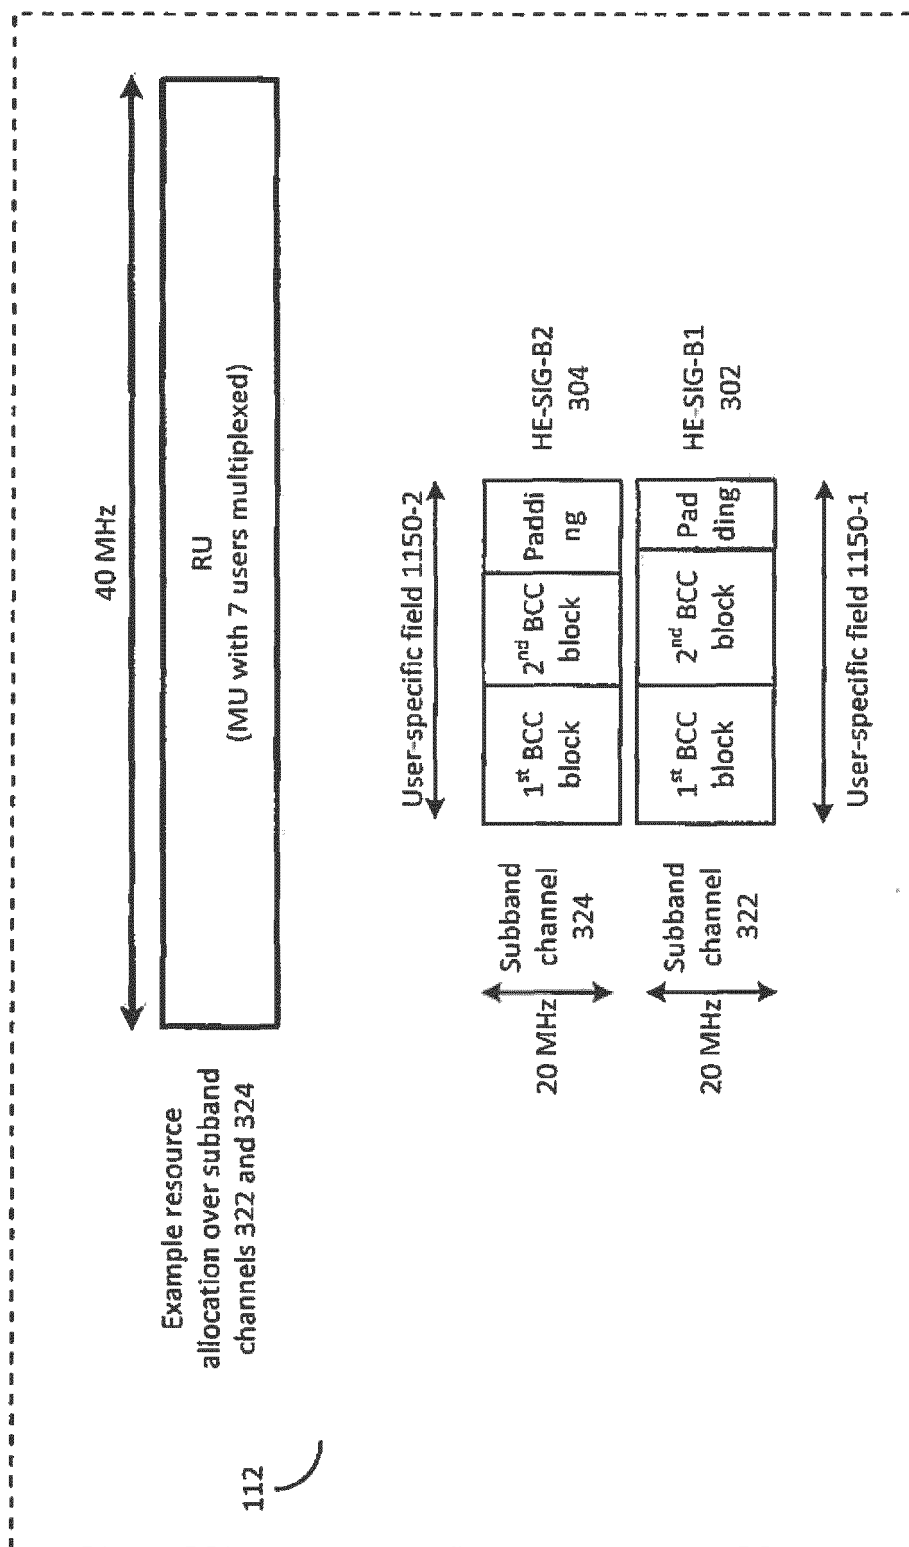 112
Example resource
allocation over subband
channels 322 and 324
40 MHz
RU
(MU with 7 users multiplexed)
User-specific field 1150-2
20 MHz
Subband
channel
324
1st BCC
block
2nd BCC
block
Paddi
ng
HE-SIG-B2
304
20 MHz
Subband
channel
322
1st BCC
block
2nd BCC
block
Pad
ding
HE-SIG-B1
302
User-specific field 1150-1